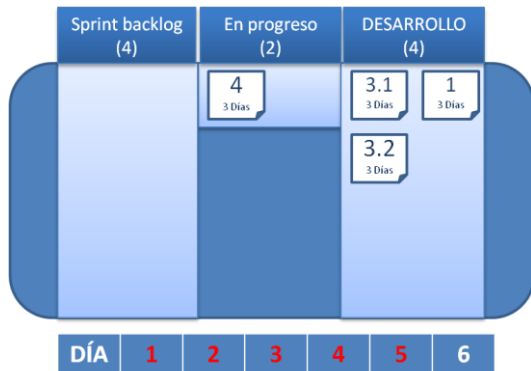 Sprint backlog
(4)
En progreso
(2)
DESARROLLO
(4)
4
3 Días
3.1
3 Días
1
3 Días
3.2
3 Días
DÍA 1 2 3 4 5 6